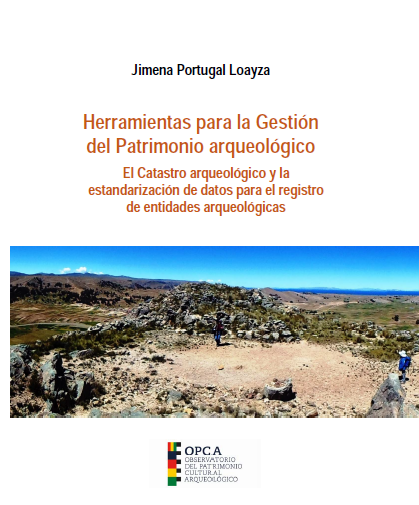 Jimena Portugal Loayza
Herramientas para la Gestión
del Patrimonio arqueológico
El Catastro arqueológico y la
estandarización de datos para el registro
de entidades arqueológicas
OPCA
OBSERVATORIO
DEL PATRIMONIO
CULTURAL
ARQUEOLÓGICO